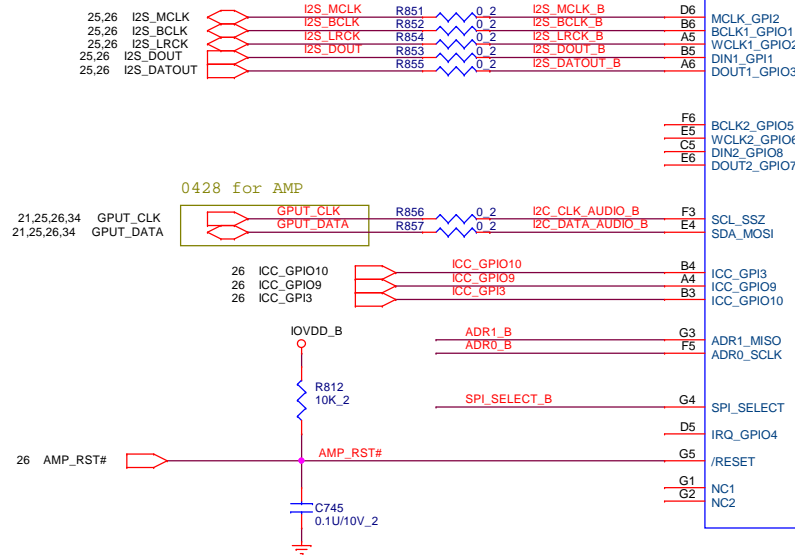 25,26 I2S_MCLK I2S_MCLK R851 0_2 I2S_MCLK_B D6 MCLK_GPI2
25,26 I2S_BCLK I2S_BCLK R852 0_2 I2S_BCLK_B B6 BCLK1_GPIO1
25,26 I2S_LRCK I2S_LRCK R854 0_2 I2S_LRCK_B A5 WCLK1_GPIO2
25,26 I2S_DOUT I2S_DOUT R853 0_2 I2S_DOUT_B B5 DIN1_GPI1
25,26 I2S_DATOUT R855 0_2 I2S_DATOUT_B A6 DOUT1_GPIO3
F6 BCLK2_GPIO5
E5 WCLK2_GPIO6
C5 DIN2_GPIO8
E6 DOUT2_GPIO7
0428 for AMP
21,25,26,34 GPUT_CLK GPUT_CLK R856 0_2 I2C_CLK_AUDIO_B F3 SCL_SSZ
21,25,26,34 GPUT_DATA GPUT_DATA R857 0_2 I2C_DATA_AUDIO_B E4 SDA_MOSI
26 ICC_GPIO10 ICC_GPIO10 B4 ICC_GPI3
26 ICC_GPIO9 ICC_GPIO9 A4 ICC_GPIO9
26 ICC_GPI3 ICC_GPI3 B3 ICC_GPIO10
IOVDD_B
ADR1_B G3 ADR1_MISO
ADR0_B F5 ADR0_SCLK
R812
10K_2
SPI_SELECT_B G4 SPI_SELECT
D5 IRQ_GPIO4
26 AMP_RST# AMP_RST# G5 /RESET
G1 NC1
G2 NC2
C745
0.1U/10V_2